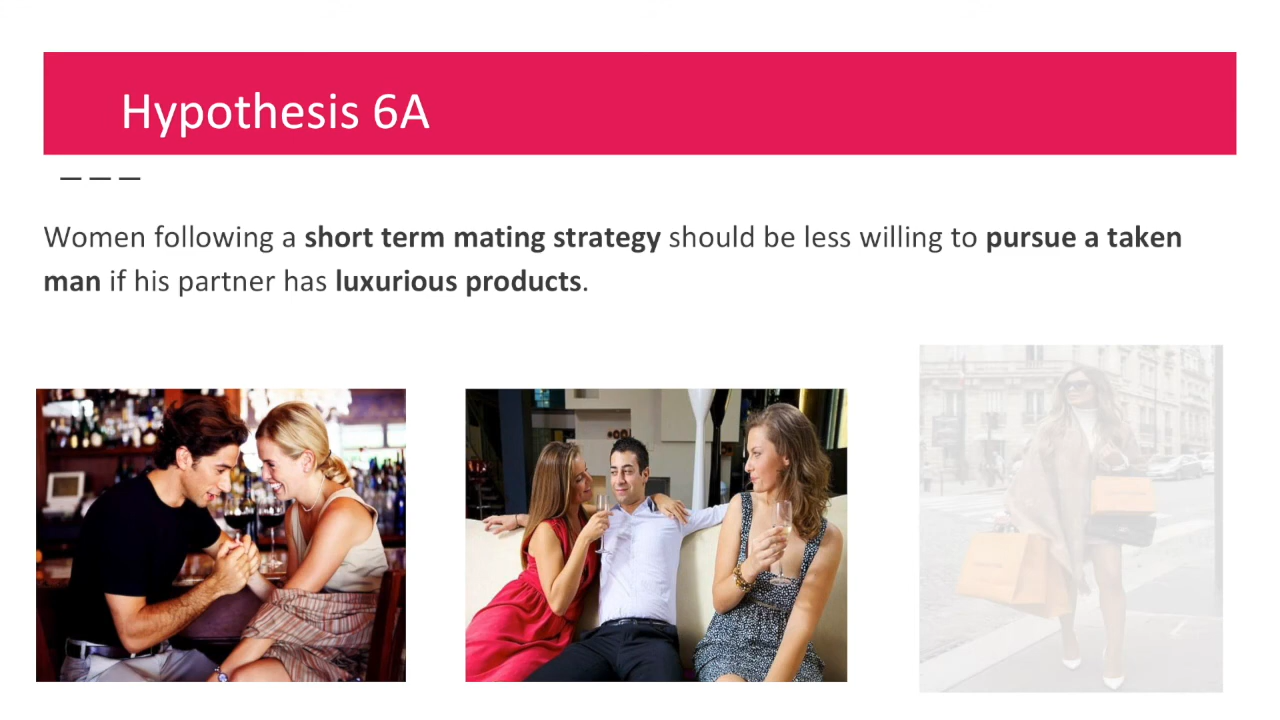 Hypothesis 6A
Women following a short term mating strategy should be less willing to pursue a taken
man if his partner has luxurious products.